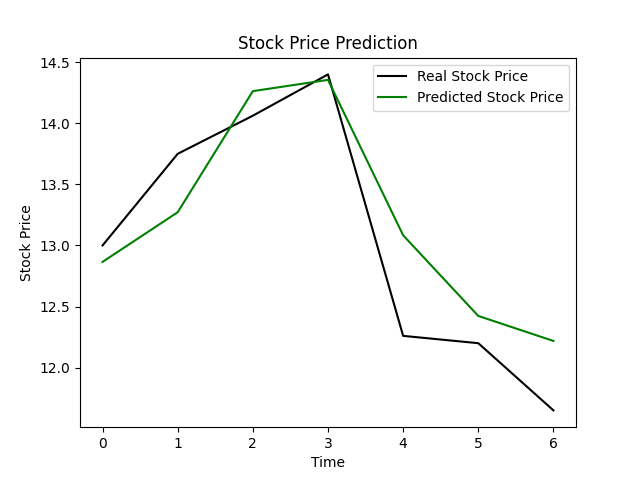 Stock Price Prediction
Real Stock Price
Predicted Stock Price
Stock Price
14.5
14.0
13.5
13.0
12.5
12.0
0 1 2 3 4 5 6
Time